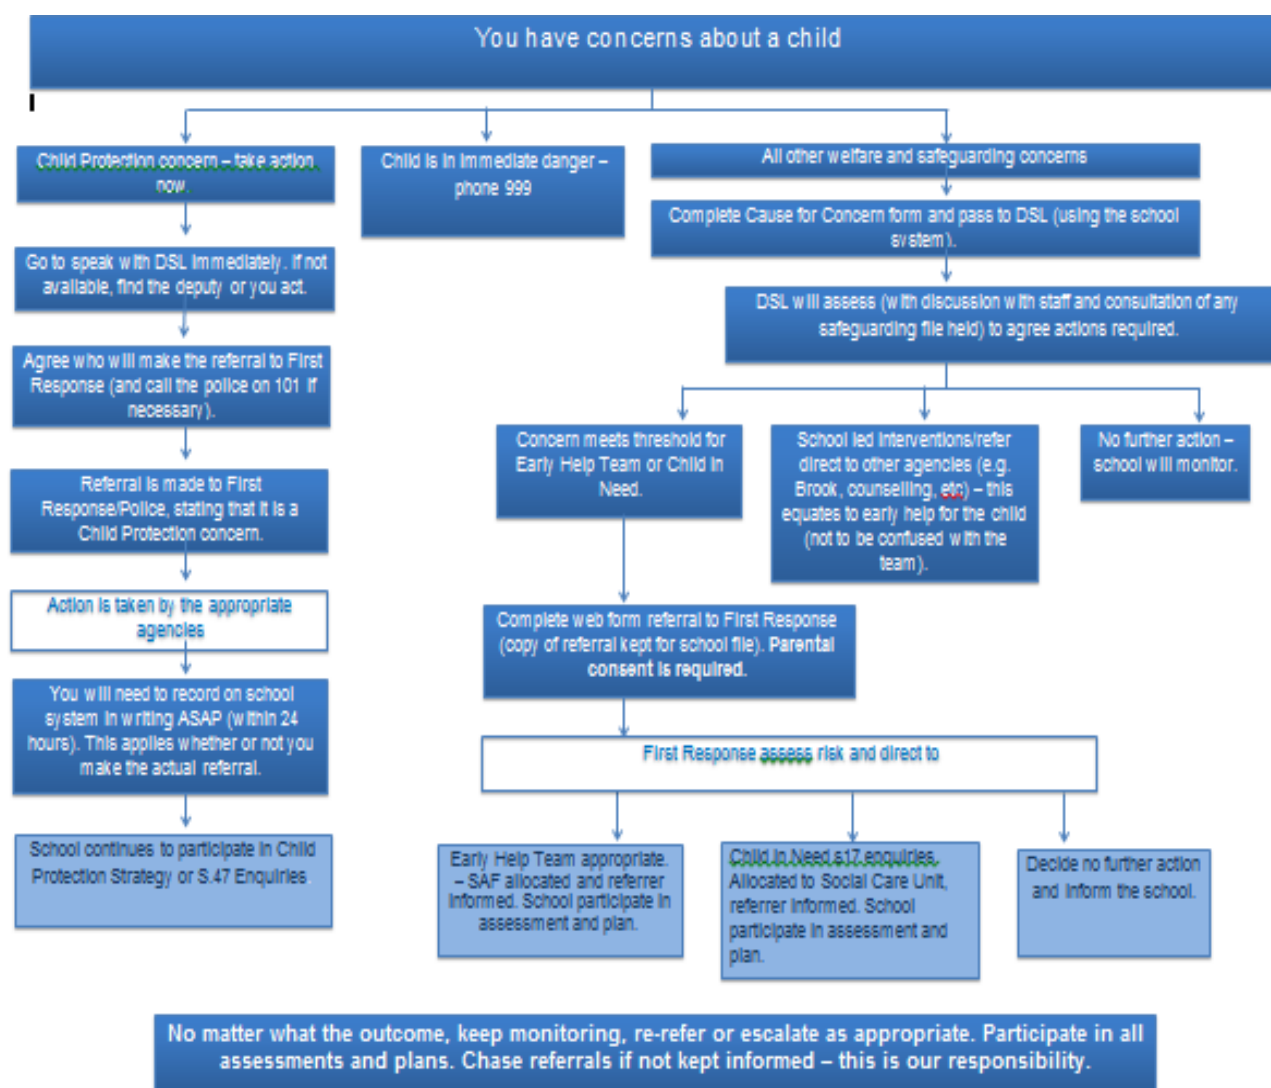 You have concerns about a child
Child Protection concern – take action
now.
Go to speak with DSL immediately. If not
available, find the deputy or you act.
Agree who will make the referral to First
Response (and call the police on 101 if
necessary).
Referral is made to First
Response/Police, stating that it is a
Child Protection concern.
Action is taken by the appropriate
agencies
You will need to record on school
system in writing ASAP (within 24
hours). This applies whether or not you
make the actual referral.
School continues to participate in Child
Protection Strategy or S.47 Enquiries.
Child is in immediate danger –
phone 999
All other welfare and safeguarding concerns
Complete Cause for Concern form and pass to DSL (using the school
system).
DSL will assess (with discussion with staff and consultation of any
safeguarding file held) to agree actions required.
Concern meets threshold for
Early Help Team or Child in
Need.
School led interventions/refer
direct to other agencies (e.g.
Brook, counselling, etc) – this
equates to early help for the child
(not to be confused with the
team).
No further action –
school will monitor.
Complete web form referral to First Response
(copy of referral kept for school file). Parental
consent is required.
First Response assess risk and direct to
Early Help Team appropriate.
– SAF allocated and referrer
informed. School participate in
assessment and plan.
Child in Need s17 enquiries.
Allocated to Social Care Unit,
referrer informed. School
participate in assessment and
plan.
Decide no further action
and inform the school.
No matter what the outcome, keep monitoring, re-refer or escalate as appropriate. Participate in all
assessments and plans. Chase referrals if not kept informed – this is our responsibility.